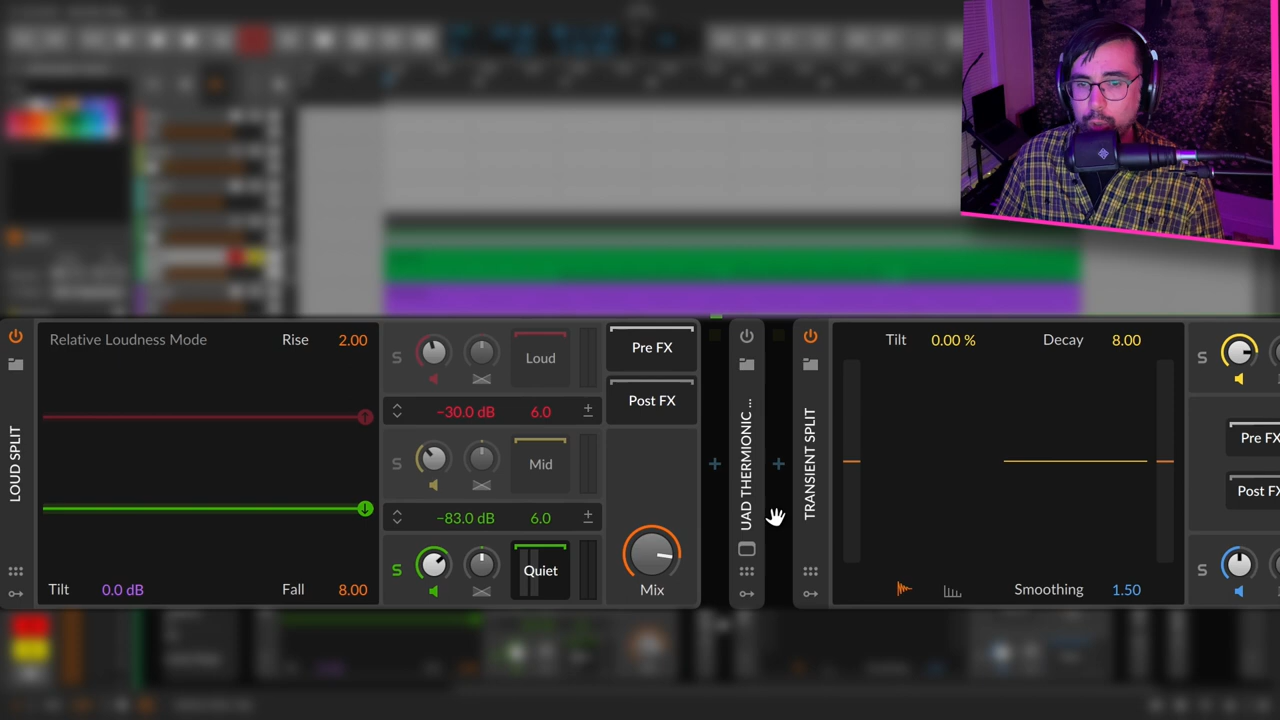 LOUD SPLIT
Relative Loudness Mode
Rise 2.00
Tilt 0.0 dB
Fall 8.00
S
Loud
−30.0 dB 6.0 ±
S
Mid
−83.0 dB 6.0 ±
S
Quiet
Pre FX
Post FX
Mix
+
UAD THERMIONIC ...
+
TRANSIENT SPLIT
Tilt 0.00 %
Decay 8.00
Smoothing 1.50
S
Pre FX
Post FX
S